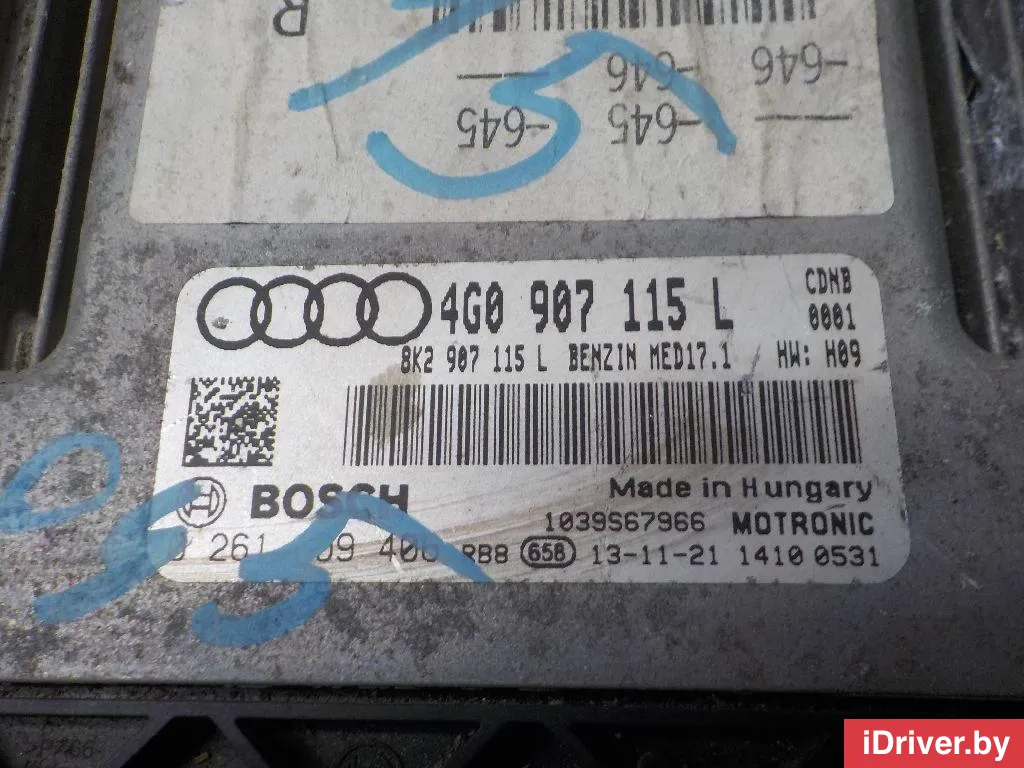 R
-646 -646 ―
― -645 -645
4G0 907 115 L CDNB
0001
8K2 907 115 L BENZIN MED17.1 HW: H09
BOSCH
Made in Hungary
1039S67966 MOTRONIC
261 RB8 658 13-11-21 1410 0531
iDriver.by